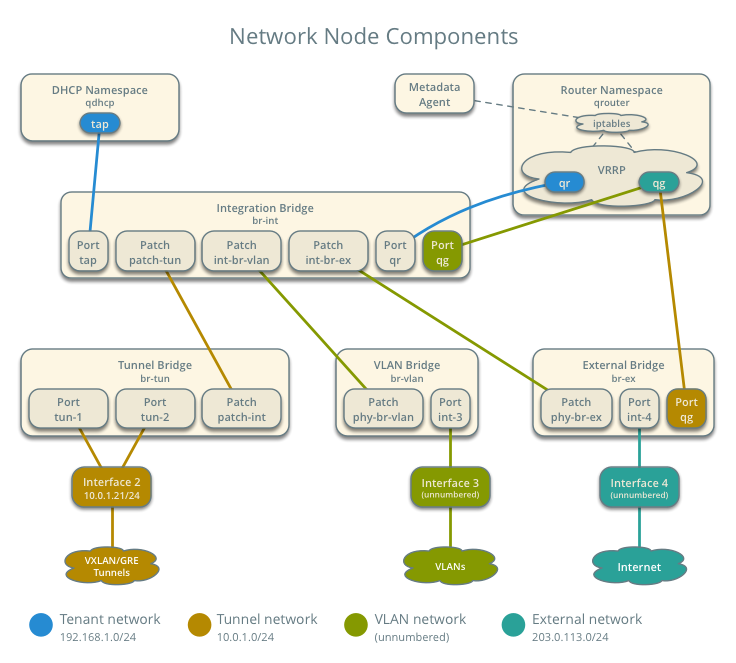 Network Node Components
DHCP Namespace
qdhcp
tap
Metadata
Agent
Router Namespace
qrouter
iptables
VRRP
qr
qg
Integration Bridge
br-int
Port
tap
Patch
patch-tun
Patch
int-br-vlan
Patch
int-br-ex
Port
qr
Port
qg
Tunnel Bridge
br-tun
Port
tun-1
Port
tun-2
Patch
patch-int
VLAN Bridge
br-vlan
Patch
phy-br-vlan
Port
int-3
External Bridge
br-ex
Patch
phy-br-ex
Port
int-4
Port
qg
Interface 2
10.0.1.21/24
Interface 3
(unnumbered)
Interface 4
(unnumbered)
VXLAN/GRE
Tunnels
VLANs
Internet
Tenant network
192.168.1.0/24
Tunnel network
10.0.1.0/24
VLAN network
(unnumbered)
External network
203.0.113.0/24